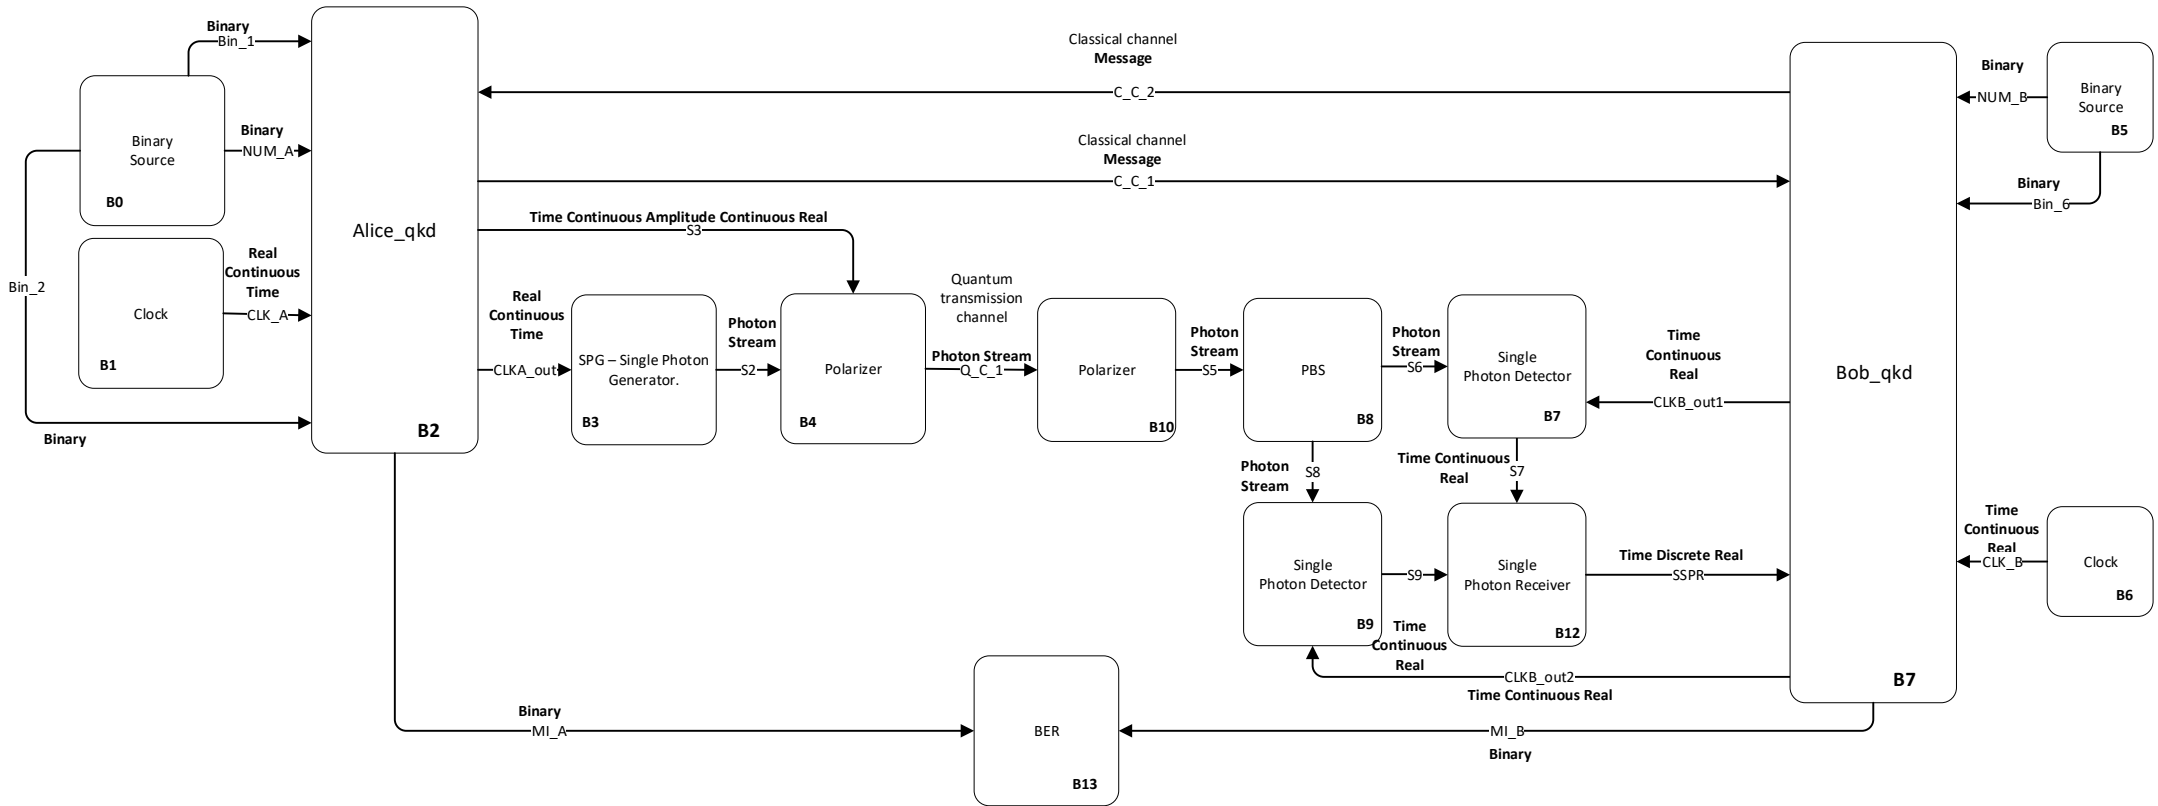 Binary
Bin_1
Binary
Source
B0
Binary
NUM_A
Bin_2
Binary
Real
Continuous
Time
CLK_A
Clock
B1
Alice_qkd
B2
Classical channel
Message
C_C_2
Classical channel
Message
C_C_1
Time Continuous Amplitude Continuous Real
S3
Real
Continuous
Time
CLKA_out
SPG – Single Photon
Generator.
B3
Photon
Stream
S2
Polarizer
B4
Quantum
transmission
channel
Photon Stream
Q_C_1
Polarizer
B10
Photon
Stream
S5
PBS
B8
Photon
Stream
S6
Single
Photon Detector
B7
Time
Continuous
Real
CLKB_out1
Photon
Stream
S8
Time Continuous
Real
S7
Single
Photon Detector
B9
S9
Time
Continuous
Real
Single
Photon Receiver
B12
Time Discrete Real
SSPR
CLKB_out2
Time Continuous Real
Bob_qkd
B7
Binary
NUM_B
Binary
Source
B5
Binary
Bin_6
Time
Continuous
Real
CLK_B
Clock
B6
Binary
MI_A
BER
B13
MI_B
Binary